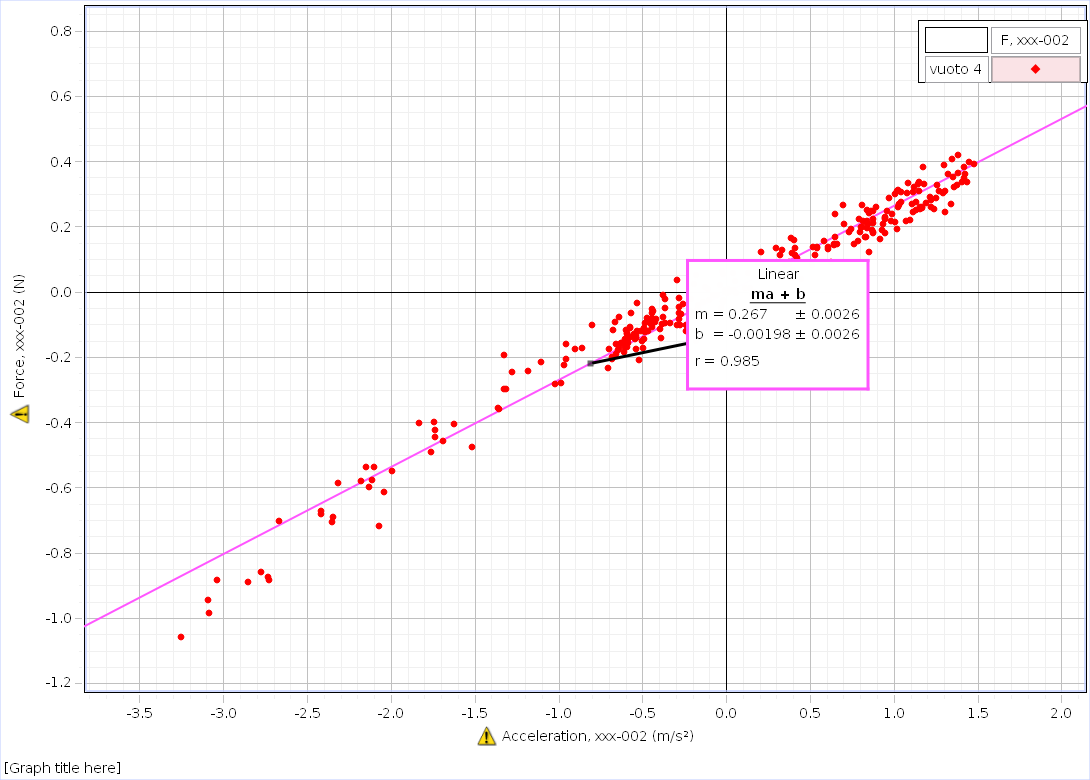 0.8
0.6
0.4
0.2
0.0
-0.2
-0.4
-0.6
-0.8
-1.0
-1.2
Force, xxx-002 (N)
F, xxx-002
vuoto 4
Linear
ma + b
m = 0.267 ± 0.0026
b = -0.00198 ± 0.0026
r = 0.985
-3.5 -3.0 -2.5 -2.0 -1.5 -1.0 -0.5 0.0 0.5 1.0 1.5 2.0
Acceleration, xxx-002 (m/s²)
[Graph title here]